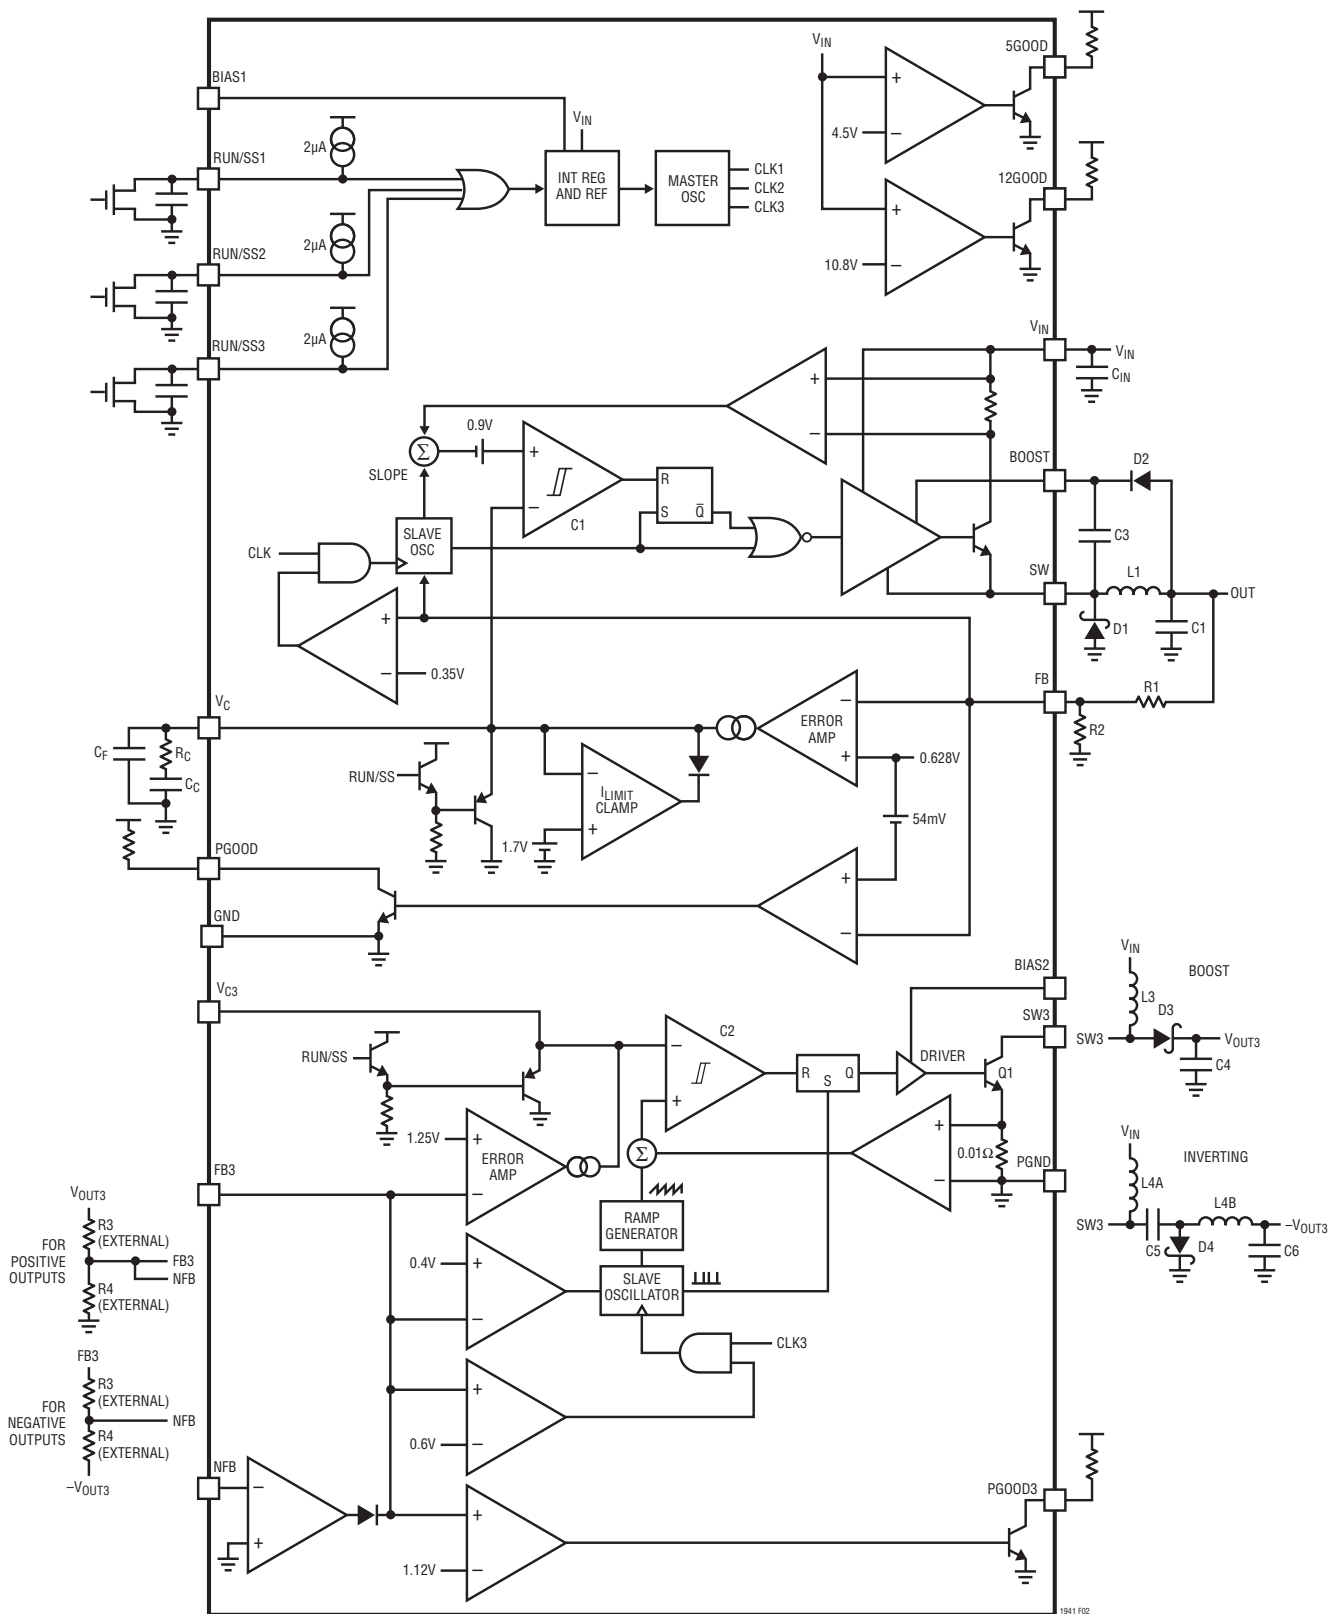 BIAS1
RUN/SS1
2µA
RUN/SS2
2µA
RUN/SS3
2µA
VIN
INT REG
AND REF
MASTER
OSC
CLK1
CLK2
CLK3
VIN
+
4.5V
–
5GOOD
+
10.8V
–
12GOOD
VIN
VIN
CIN
+
–
0.9V
Σ
SLOPE
+
–
C1
R
S
Q̅
BOOST
D2
C3
SW
L1
OUT
D1
C1
CLK
SLAVE
OSC
+
–
0.35V
FB
R1
R2
VC
CF
RC
CC
RUN/SS
–
ILIMIT
CLAMP
+
1.7V
–
ERROR
AMP
+
0.628V
54mV
PGOOD
+
–
GND
VC3
BIAS2
SW3
RUN/SS
C2
–
+
R
S
Q
DRIVER
Q1
+
0.01Ω
–
PGND
VIN
BOOST
L3
D3
SW3
VOUT3
C4
VIN
INVERTING
L4A
L4B
SW3
–VOUT3
C5
D4
C6
1.25V
+
ERROR
AMP
–
Σ
RAMP
GENERATOR
FB3
VOUT3
R3
(EXTERNAL)
FOR
POSITIVE
OUTPUTS
FB3
NFB
R4
(EXTERNAL)
0.4V
+
–
SLAVE
OSCILLATOR
CLK3
FB3
R3
(EXTERNAL)
FOR
NEGATIVE
OUTPUTS
NFB
R4
(EXTERNAL)
–VOUT3
+
0.6V
–
NFB
–
+
+
1.12V
–
PGOOD3
1941 F02